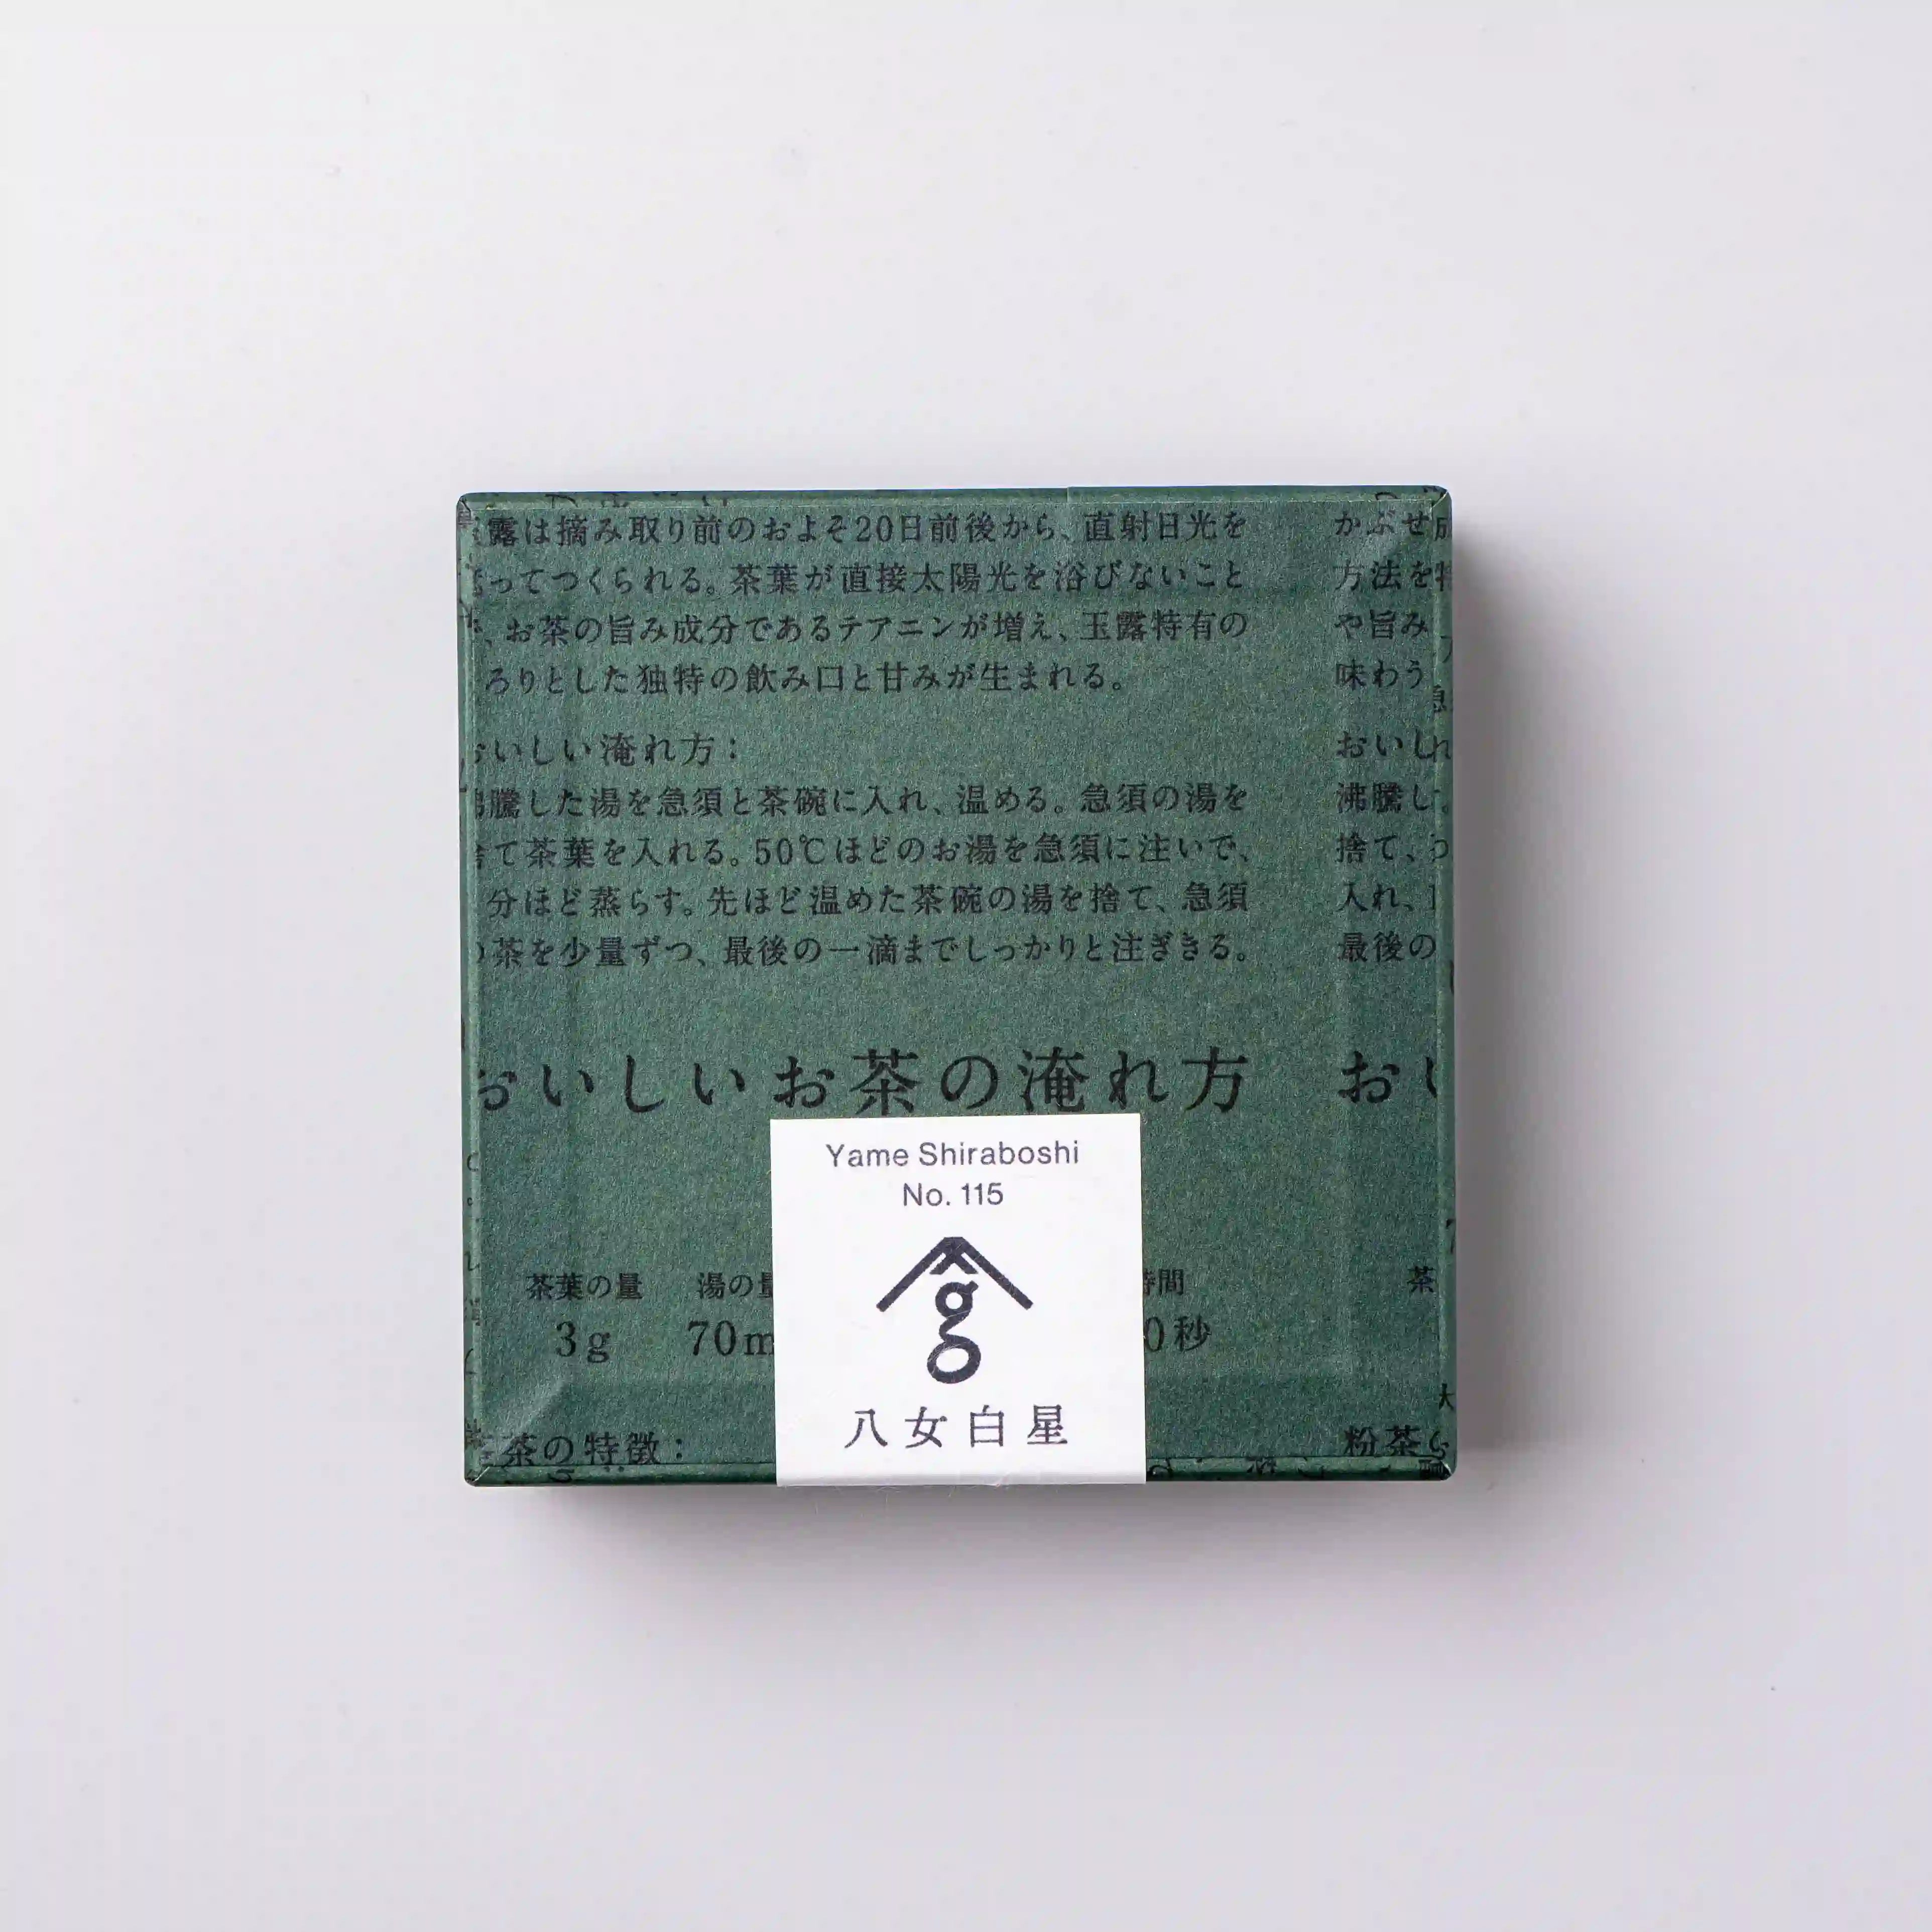 露は摘み取り前のおよそ20日前後から、直射日光を
ってつくられる。茶葉が直接太陽光を浴びないこと
、お茶の旨み成分であるテアニンが増え、玉露特有の
ろりとした独特の飲み口と甘みが生まれる。
おいしい淹れ方：
沸騰した湯を急須と茶碗に入れ、温める。急須の湯を
捨て茶葉を入れる。50℃ほどのお湯を急須に注いで、
分ほど蒸らす。先ほど温めた茶碗の湯を捨て、急須
の茶を少量ずつ、最後の一滴までしっかりと注ぎきる。
おいしいお茶の淹れ方
茶葉の量 湯の量
3g 70m
時間
0秒
茶の特徴：
かぶせ
方法を
や旨み
味わう
おいし
沸騰し
捨て、
入れ、
最後の
おい
茶
粉茶
Yame Shiraboshi
No. 115
g
八女白星